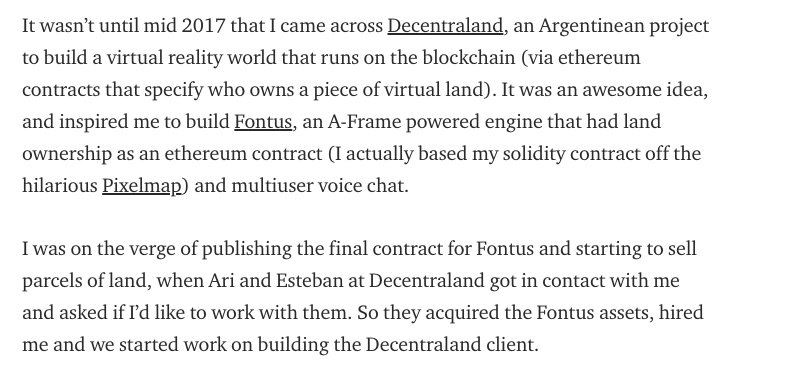 It wasn’t until mid 2017 that I came across Decentraland, an Argentinean project
to build a virtual reality world that runs on the blockchain (via ethereum
contracts that specify who owns a piece of virtual land). It was an awesome idea,
and inspired me to build Fontus, an A-Frame powered engine that had land
ownership as an ethereum contract (I actually based my solidity contract off the
hilarious Pixelmap) and multiuser voice chat.
I was on the verge of publishing the final contract for Fontus and starting to sell
parcels of land, when Ari and Esteban at Decentraland got in contact with me
and asked if I’d like to work with them. So they acquired the Fontus assets, hired
me and we started work on building the Decentraland client.